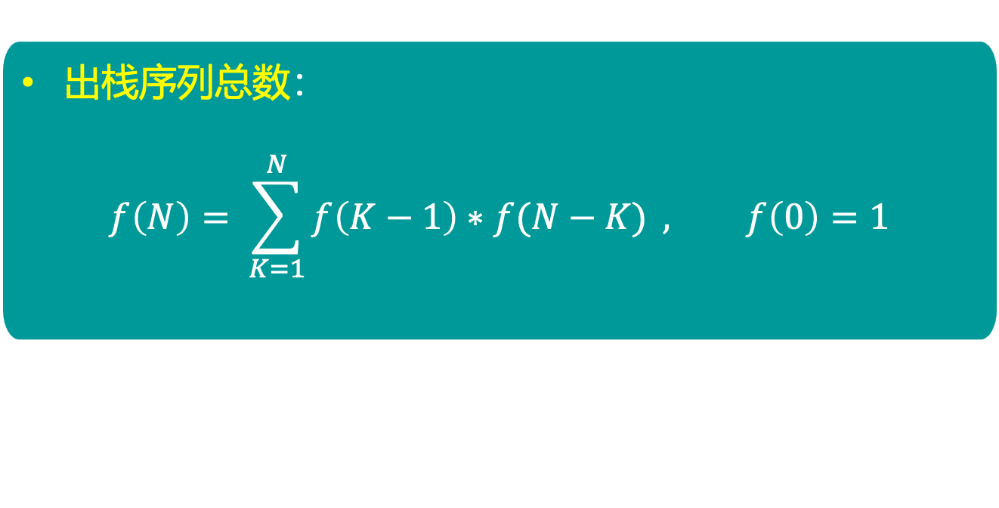 • 出栈序列总数：
𝑓(𝑁) = ∑_{𝐾=1}^{𝑁} 𝑓(𝐾 − 1) ∗ 𝑓(𝑁 − 𝐾) , 𝑓(0) = 1